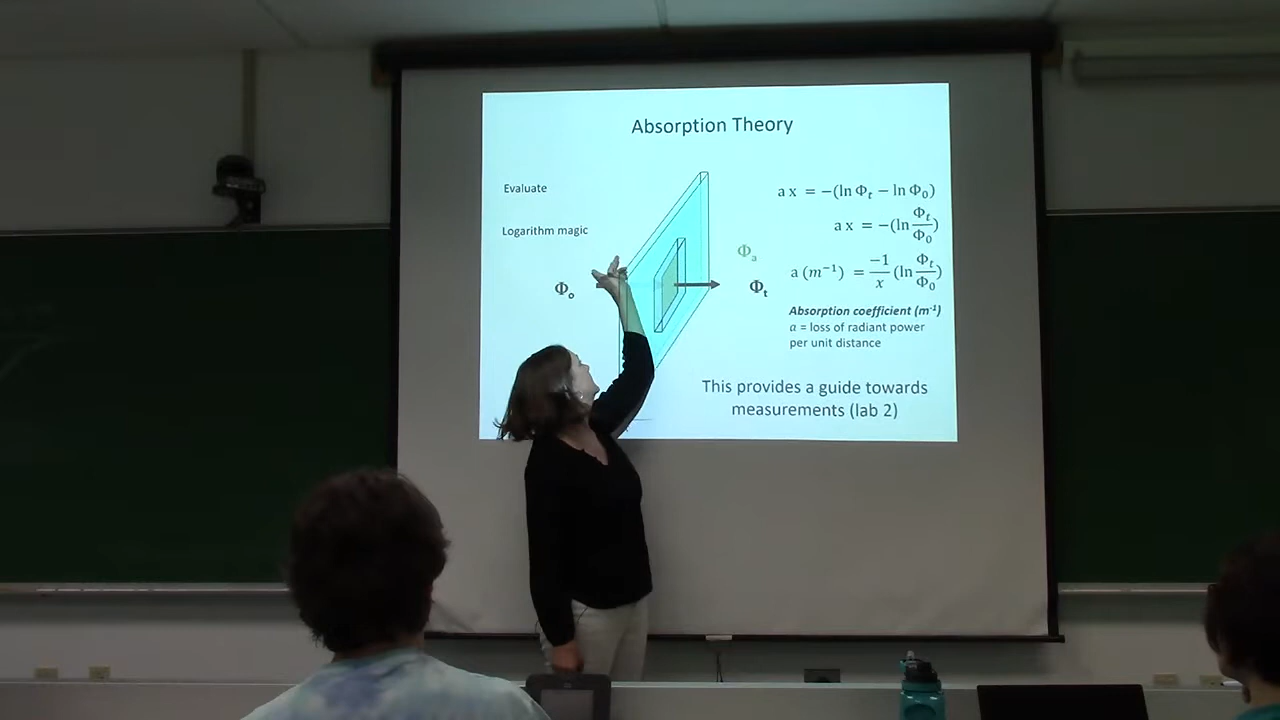 Absorption Theory
Evaluate
a x = −(ln Φₜ − ln Φ₀)
Logarithm magic
a x = −(ln Φₜ/Φ₀)
Φₐ
a (m⁻¹) = −1/x (ln Φₜ/Φ₀)
Φₒ
Φₜ
Absorption coefficient (m⁻¹)
a = loss of radiant power
per unit distance
This provides a guide towards
measurements (lab 2)